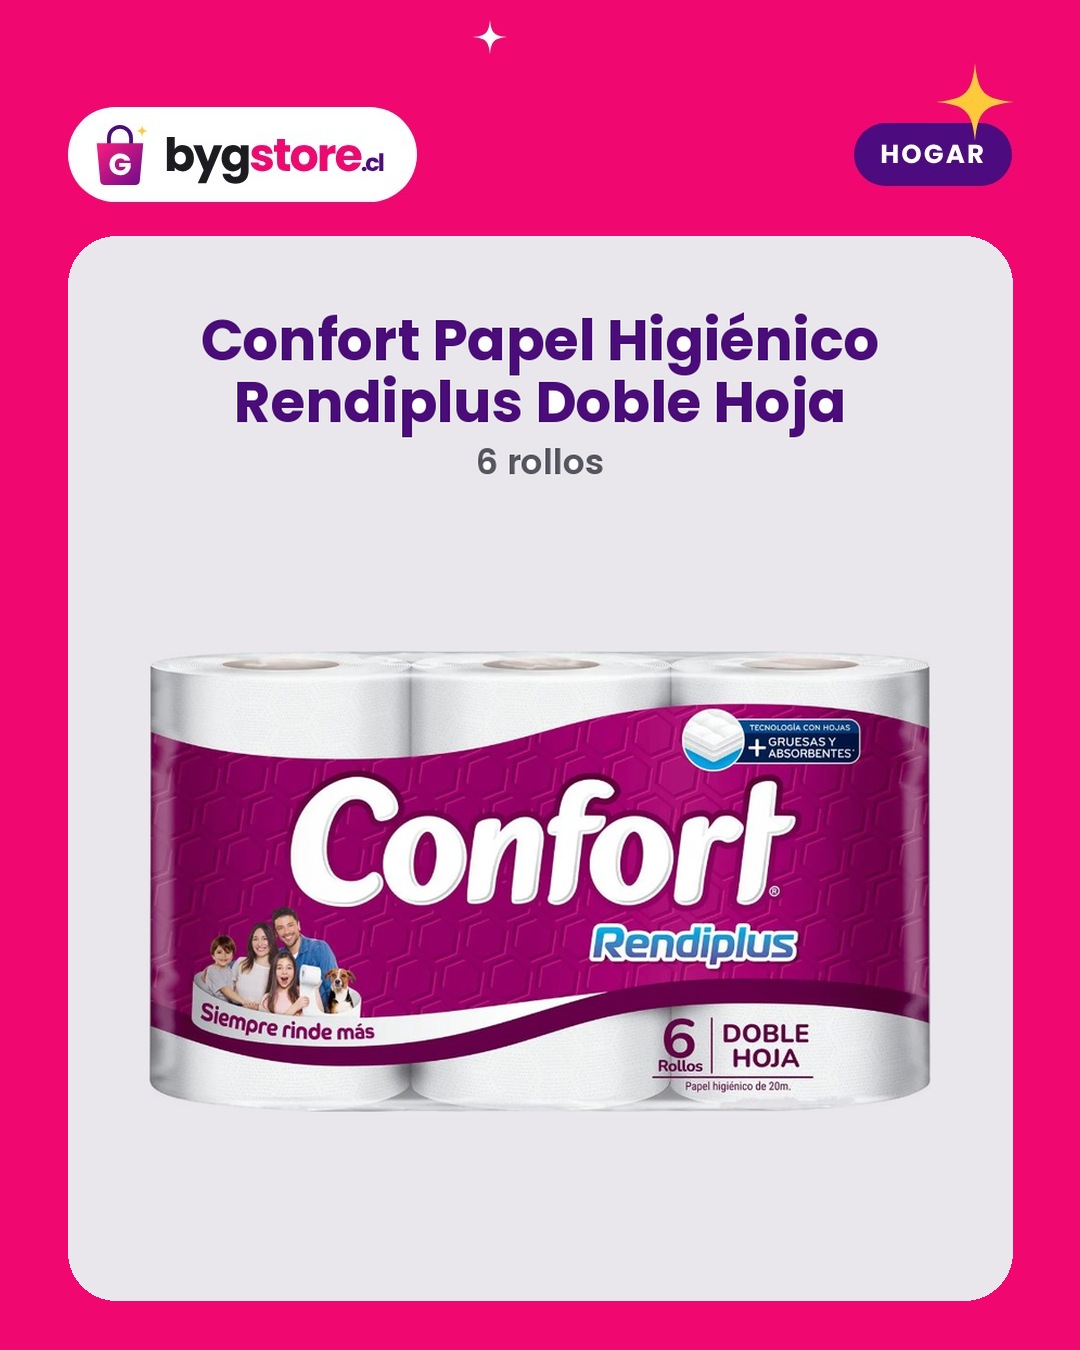 G bygstore.cl
HOGAR
Confort Papel Higiénico
Rendiplus Doble Hoja
6 rollos
TECNOLOGÍA CON HOJAS
+ GRUESAS Y
ABSORBENTES*
Confort®
Rendiplus
Siempre rinde más
6
Rollos
DOBLE
HOJA
Papel higiénico de 20m.